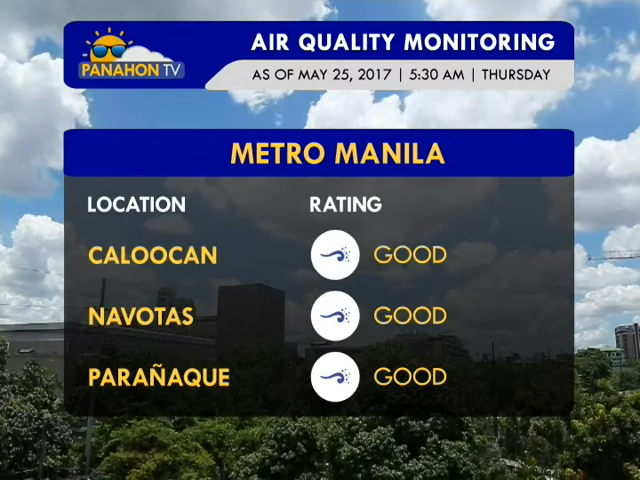 PANAHON TV
AIR QUALITY MONITORING
AS OF MAY 25, 2017 | 5:30 AM | THURSDAY
METRO MANILA
LOCATION RATING
CALOOCAN GOOD
NAVOTAS GOOD
PARAÑAQUE GOOD